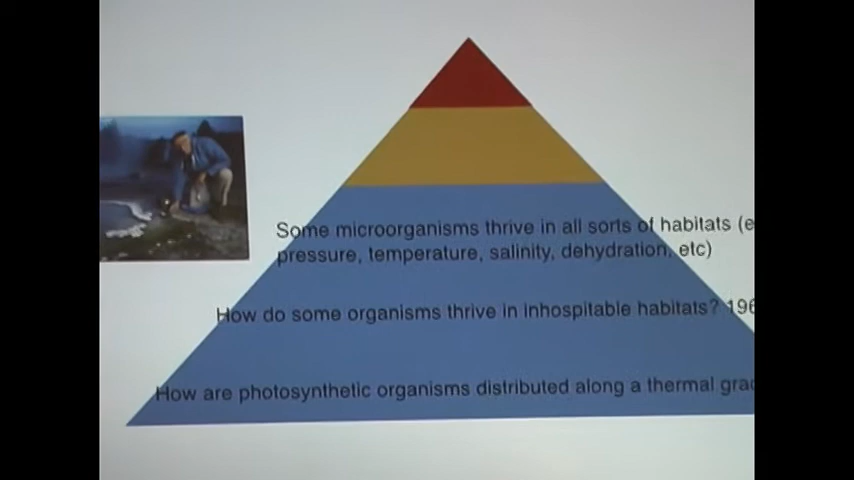 Some microorganisms thrive in all sorts of habitats (e
pressure, temperature, salinity, dehydration, etc)
How do some organisms thrive in inhospitable habitats? 196
How are photosynthetic organisms distributed along a thermal grad